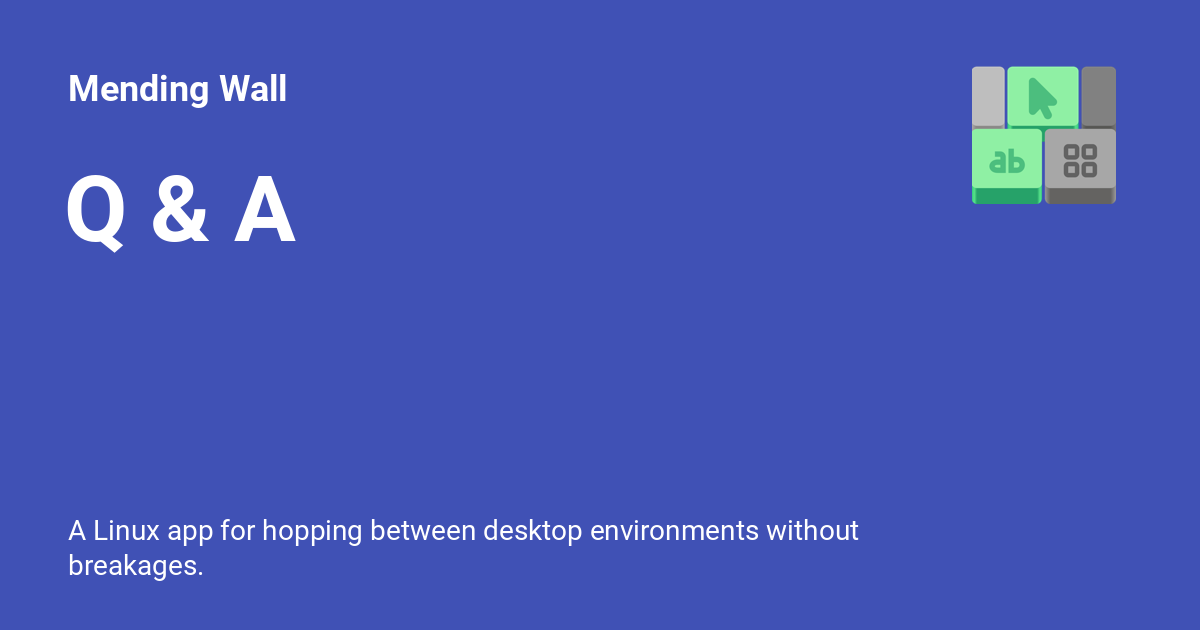 Mending Wall
Q & A
ab
A Linux app for hopping between desktop environments without
breakages.